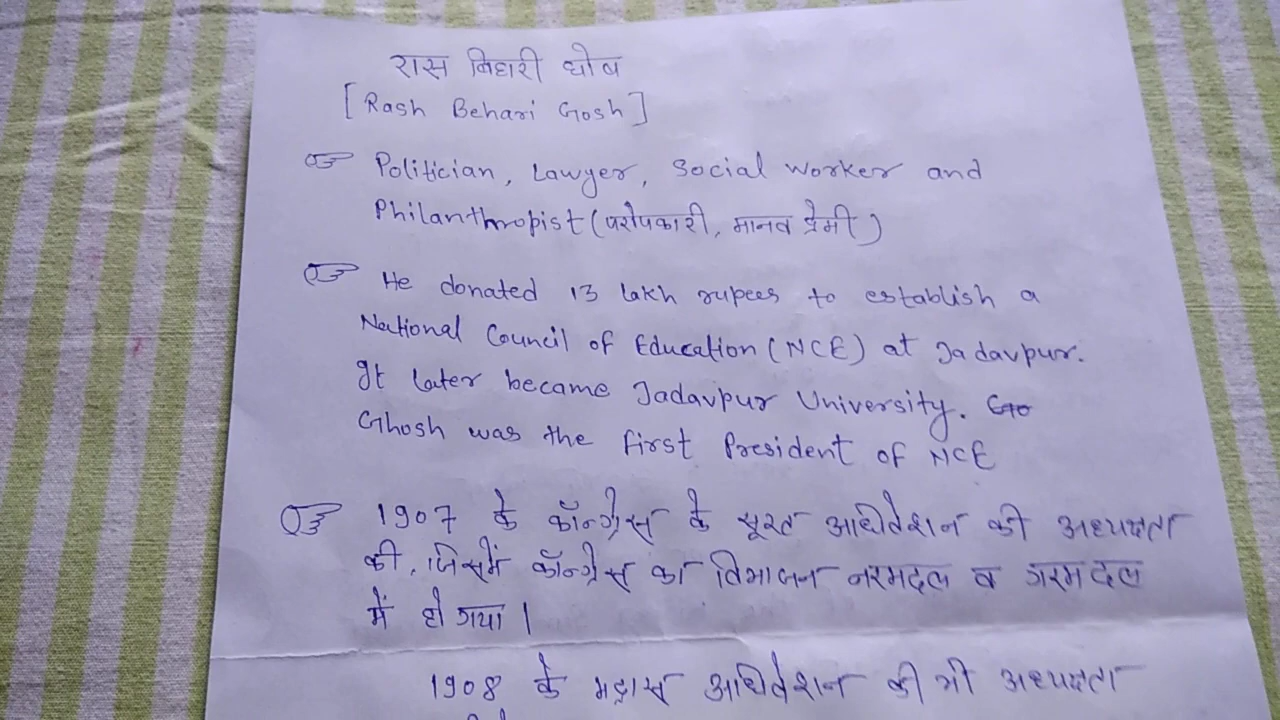 रास बिहारी घोष
[Rash Behari Gosh]
Politician, Lawyer, Social Worker and
Philanthropist (परोपकारी, मानव प्रेमी)
He donated 13 lakh rupees to establish a
National Council of Education (NCE) at Jadavpur.
It later became Jadavpur University.
Ghosh was the first President of NCE
1907 के कॉन्ग्रेस के सूरत अधिवेशन की अध्यक्षता
की, जिसमें कॉन्ग्रेस का विभाजन नरमदल व गरमदल
में हो गया।
1908 के मद्रास अधिवेशन की भी अध्यक्षता